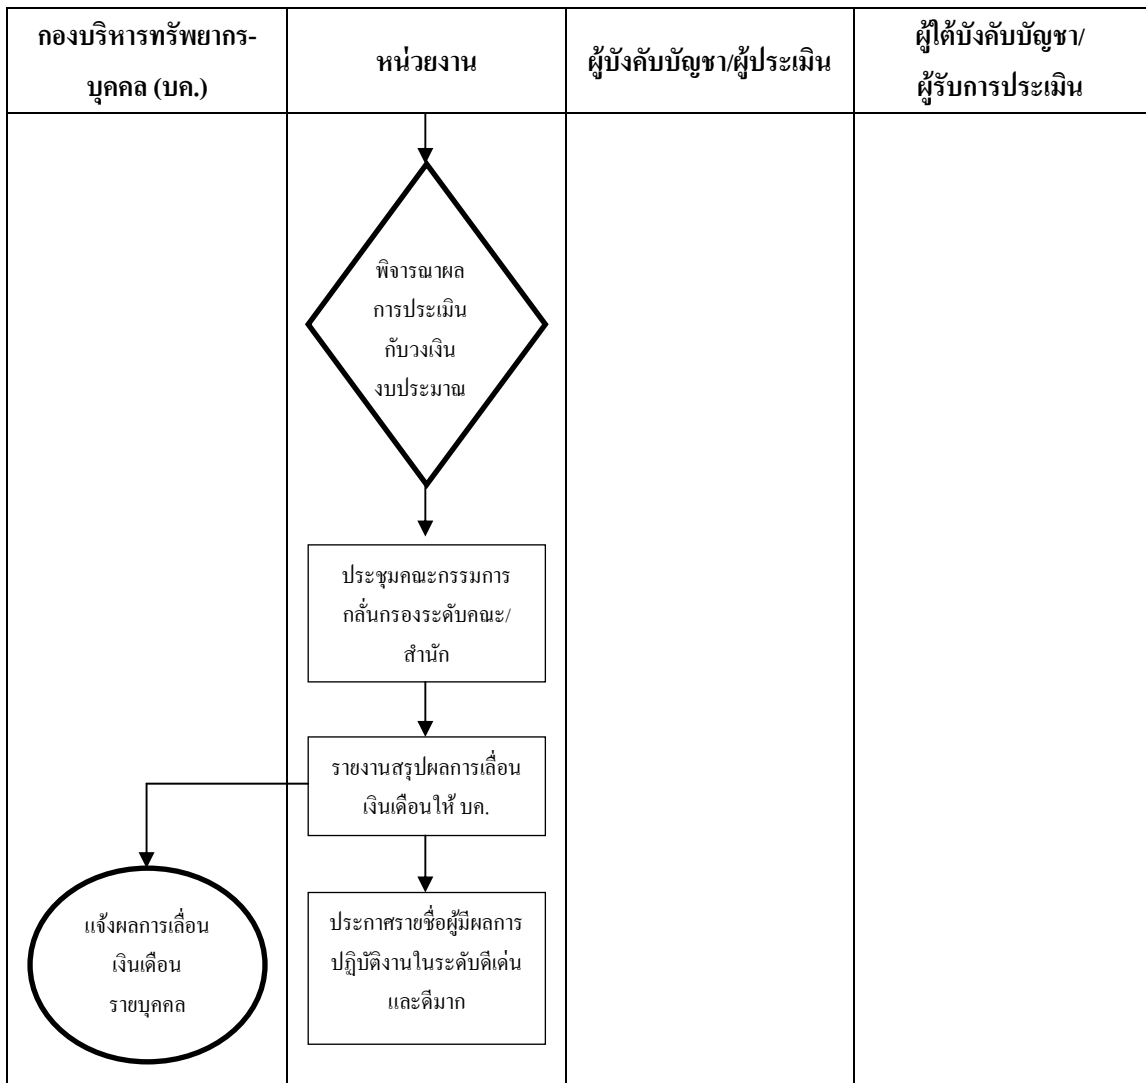 กองบริหารทรัพยากร-
บุคคล (บค.)
หน่วยงาน
ผู้บังคับบัญชา/ผู้ประเมิน
ผู้ใต้บังคับบัญชา/
ผู้รับการประเมิน
พิจารณาผล
การประเมิน
กับวงเงิน
งบประมาณ
ประชุมคณะกรรมการ
กลั่นกรองระดับคณะ/
สำนัก
รายงานสรุปผลการเลื่อน
เงินเดือนให้ บค.
แจ้งผลการเลื่อน
เงินเดือน
รายบุคคล
ประกาศรายชื่อผู้มีผลการ
ปฏิบัติงานในระดับดีเด่น
และดีมาก